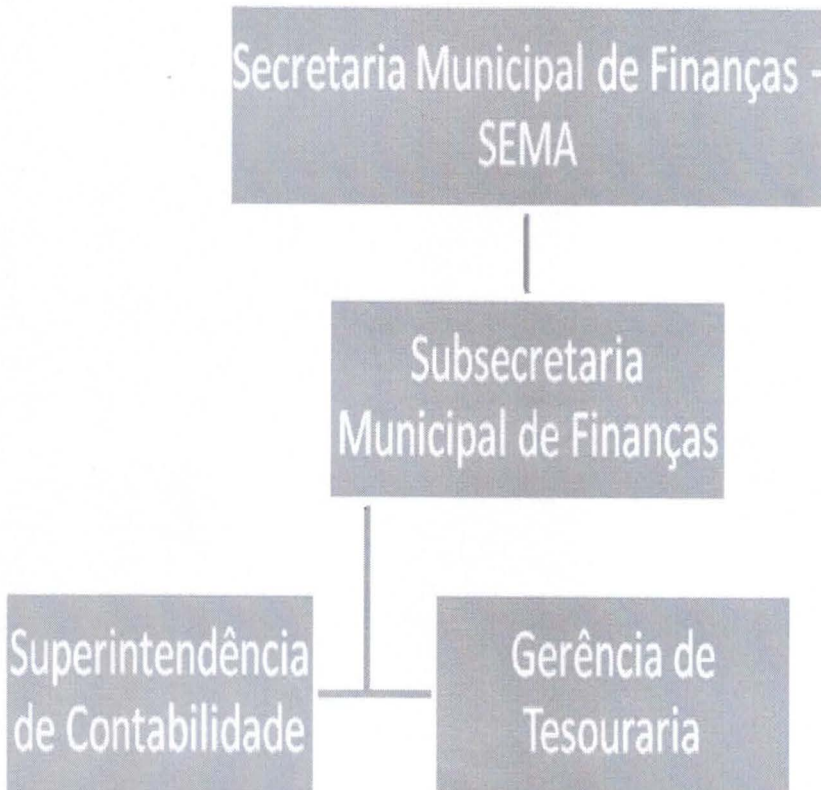 Secretaria Municipal de Finanças -
SEMA
Subsecretaria
Municipal de Finanças
Superintendência
de Contabilidade
Gerência de
Tesouraria